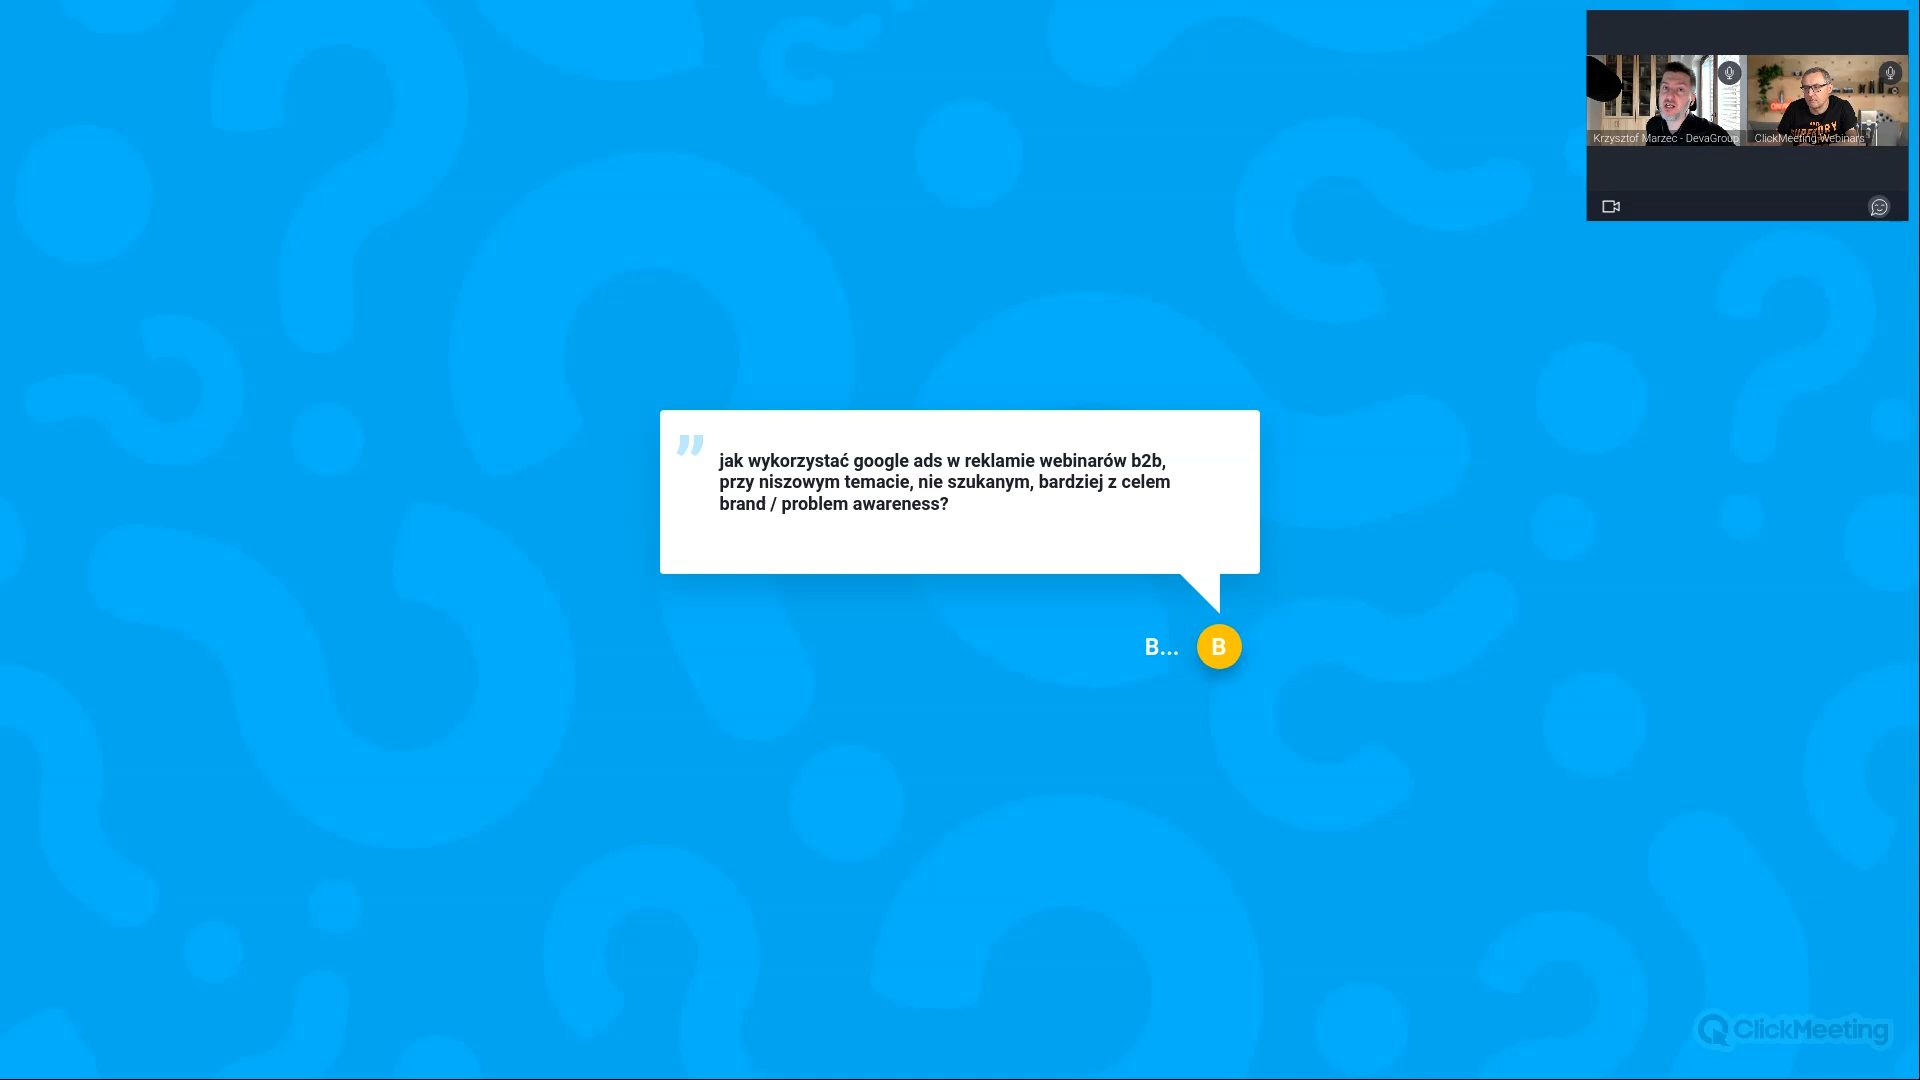 Krzysztof Marzec - DevaGroup
ClickMeeting Webinars
”
jak wykorzystać google ads w reklamie webinarów b2b,
przy niszowym temacie, nie szukanym, bardziej z celem
brand / problem awareness?
B...
B
ClickMeeting